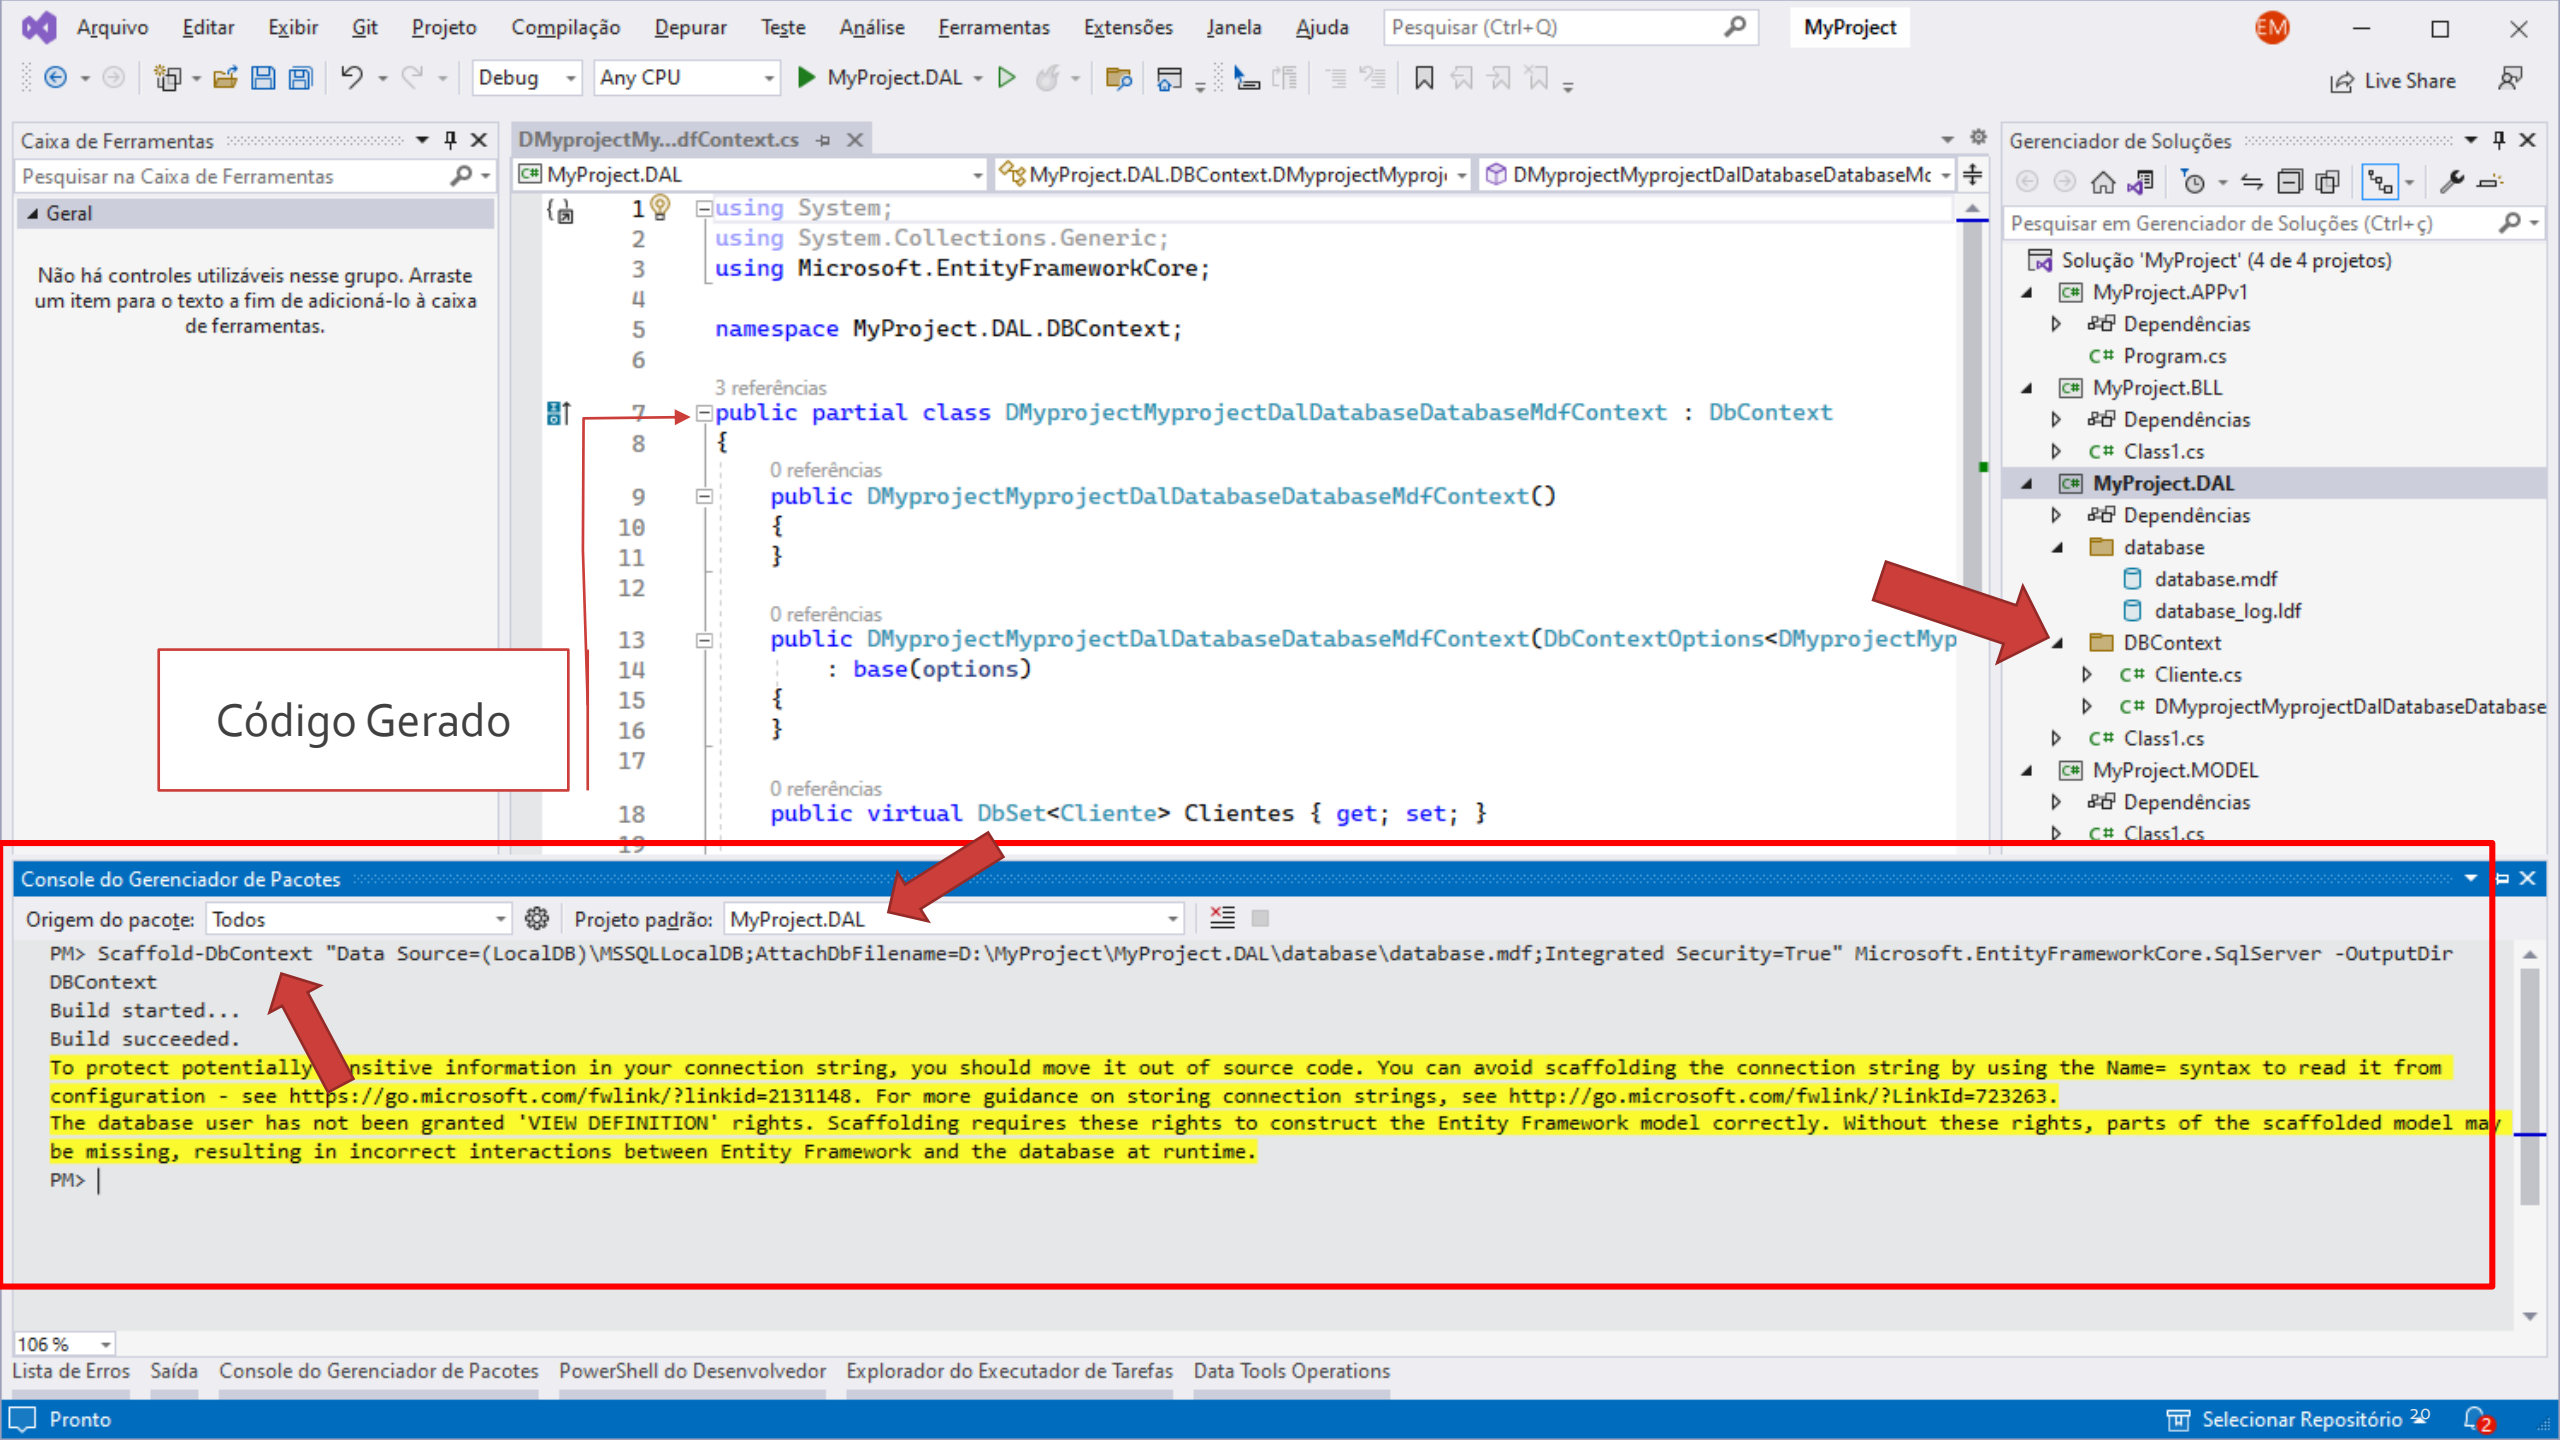 Arquivo Editar Exibir Git Projeto Compilação Depurar Teste Análise Ferramentas Extensões Janela Ajuda Pesquisar (Ctrl+Q) MyProject EM
Debug Any CPU MyProject.DAL Live Share
Caixa de Ferramentas
Pesquisar na Caixa de Ferramentas
Geral
Não há controles utilizáveis nesse grupo. Arraste
um item para o texto a fim de adicioná-lo à caixa
de ferramentas.
Código Gerado
DMyprojectMy...dfContext.cs
MyProject.DAL MyProject.DAL.DBContext.DMyprojectMyproj DMyprojectMyprojectDalDatabaseDatabaseMc
1 using System;
2 using System.Collections.Generic;
3 using Microsoft.EntityFrameworkCore;
4
5 namespace MyProject.DAL.DBContext;
6
3 referências
7 public partial class DMyprojectMyprojectDalDatabaseDatabaseMdfContext : DbContext
8 {
0 referências
9 public DMyprojectMyprojectDalDatabaseDatabaseMdfContext()
10 {
11 }
12
0 referências
13 public DMyprojectMyprojectDalDatabaseDatabaseMdfContext(DbContextOptions<DMyprojectMyp
14 : base(options)
15 {
16 }
17
0 referências
18 public virtual DbSet<Cliente> Clientes { get; set; }
19
Gerenciador de Soluções
Pesquisar em Gerenciador de Soluções (Ctrl+ç)
Solução 'MyProject' (4 de 4 projetos)
C# MyProject.APPv1
Dependências
C# Program.cs
C# MyProject.BLL
Dependências
C# Class1.cs
C# MyProject.DAL
Dependências
database
database.mdf
database_log.ldf
DBContext
C# Cliente.cs
C# DMyprojectMyprojectDalDatabaseDatabase
C# Class1.cs
C# MyProject.MODEL
Dependências
C# Class1.cs
Console do Gerenciador de Pacotes
Origem do pacote: Todos Projeto padrão: MyProject.DAL
PM> Scaffold-DbContext "Data Source=(LocalDB)\MSSQLLocalDB;AttachDbFilename=D:\MyProject\MyProject.DAL\database\database.mdf;Integrated Security=True" Microsoft.EntityFrameworkCore.SqlServer -OutputDir
DBContext
Build started...
Build succeeded.
To protect potentially nsitive information in your connection string, you should move it out of source code. You can avoid scaffolding the connection string by using the Name= syntax to read it from
configuration - see https://go.microsoft.com/fwlink/?linkid=2131148. For more guidance on storing connection strings, see http://go.microsoft.com/fwlink/?LinkId=723263.
The database user has not been granted 'VIEW DEFINITION' rights. Scaffolding requires these rights to construct the Entity Framework model correctly. Without these rights, parts of the scaffolded model may
be missing, resulting in incorrect interactions between Entity Framework and the database at runtime.
PM>
106 %
Lista de Erros Saída Console do Gerenciador de Pacotes PowerShell do Desenvolvedor Explorador do Executador de Tarefas Data Tools Operations
Pronto Selecionar Repositório 20 2